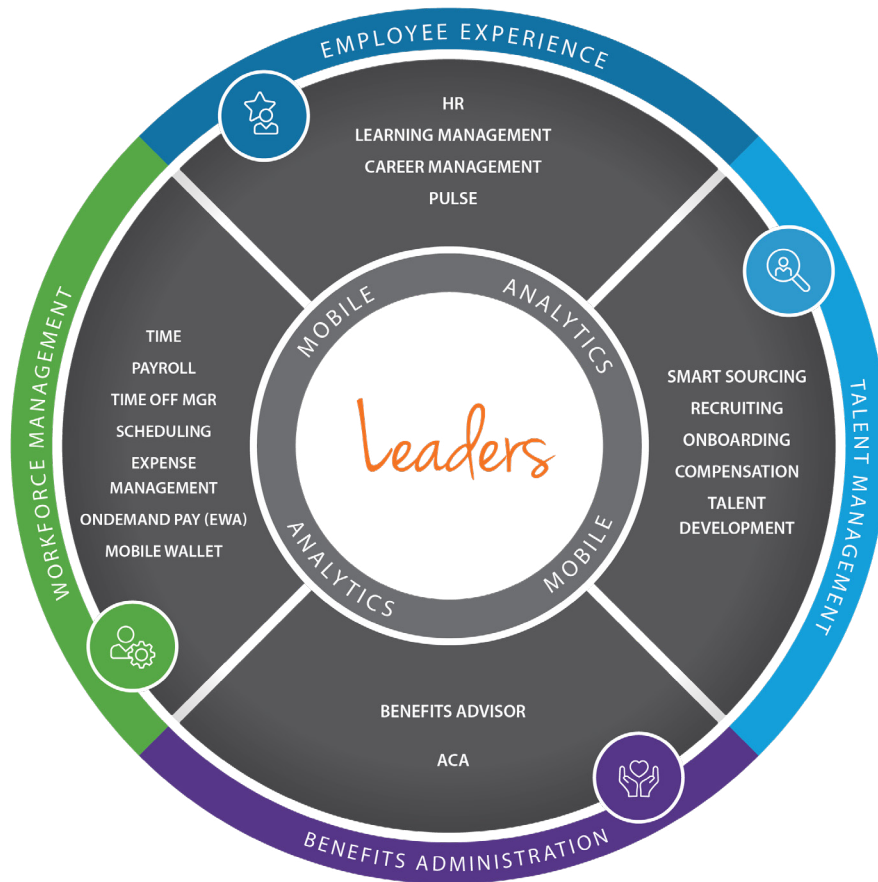 EMPLOYEE EXPERIENCE
HR
LEARNING MANAGEMENT
CAREER MANAGEMENT
PULSE
MOBILE
ANALYTICS
WORKFORCE MANAGEMENT
TIME
PAYROLL
TIME OFF MGR
SCHEDULING
EXPENSE
MANAGEMENT
ONDEMAND PAY (EWA)
MOBILE WALLET
Leaders
SMART SOURCING
RECRUITING
ONBOARDING
COMPENSATION
TALENT
DEVELOPMENT
TALENT MANAGEMENT
ANALYTICS
MOBILE
BENEFITS ADVISOR
ACA
BENEFITS ADMINISTRATION